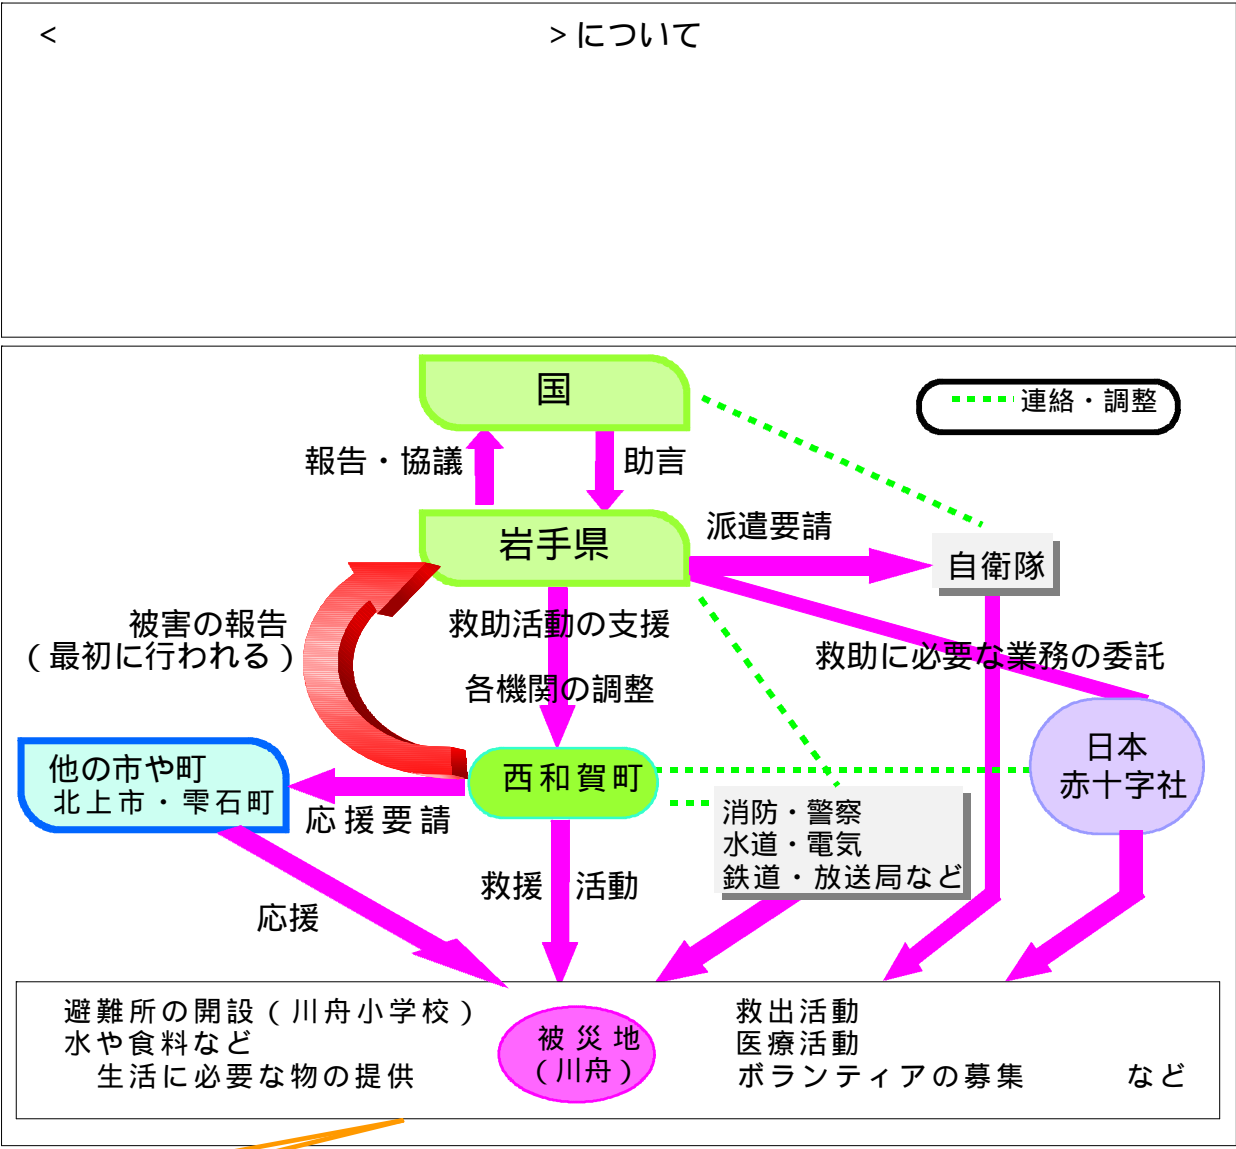 < >について
国
連絡・調整
報告・協議
助言
岩手県
派遣要請
自衛隊
被害の報告
(最初に行われる)
救助活動の支援
各機関の調整
救助に必要な業務の委託
他の市や町
北上市・雫石町
応援要請
西和賀町
日本
赤十字社
消防・警察
水道・電気
鉄道・放送局など
救援 活動
応援
避難所の開設(川舟小学校)
水や食料など
生活に必要な物の提供
被災地
(川舟)
救出活動
医療活動
ボランティアの募集 など